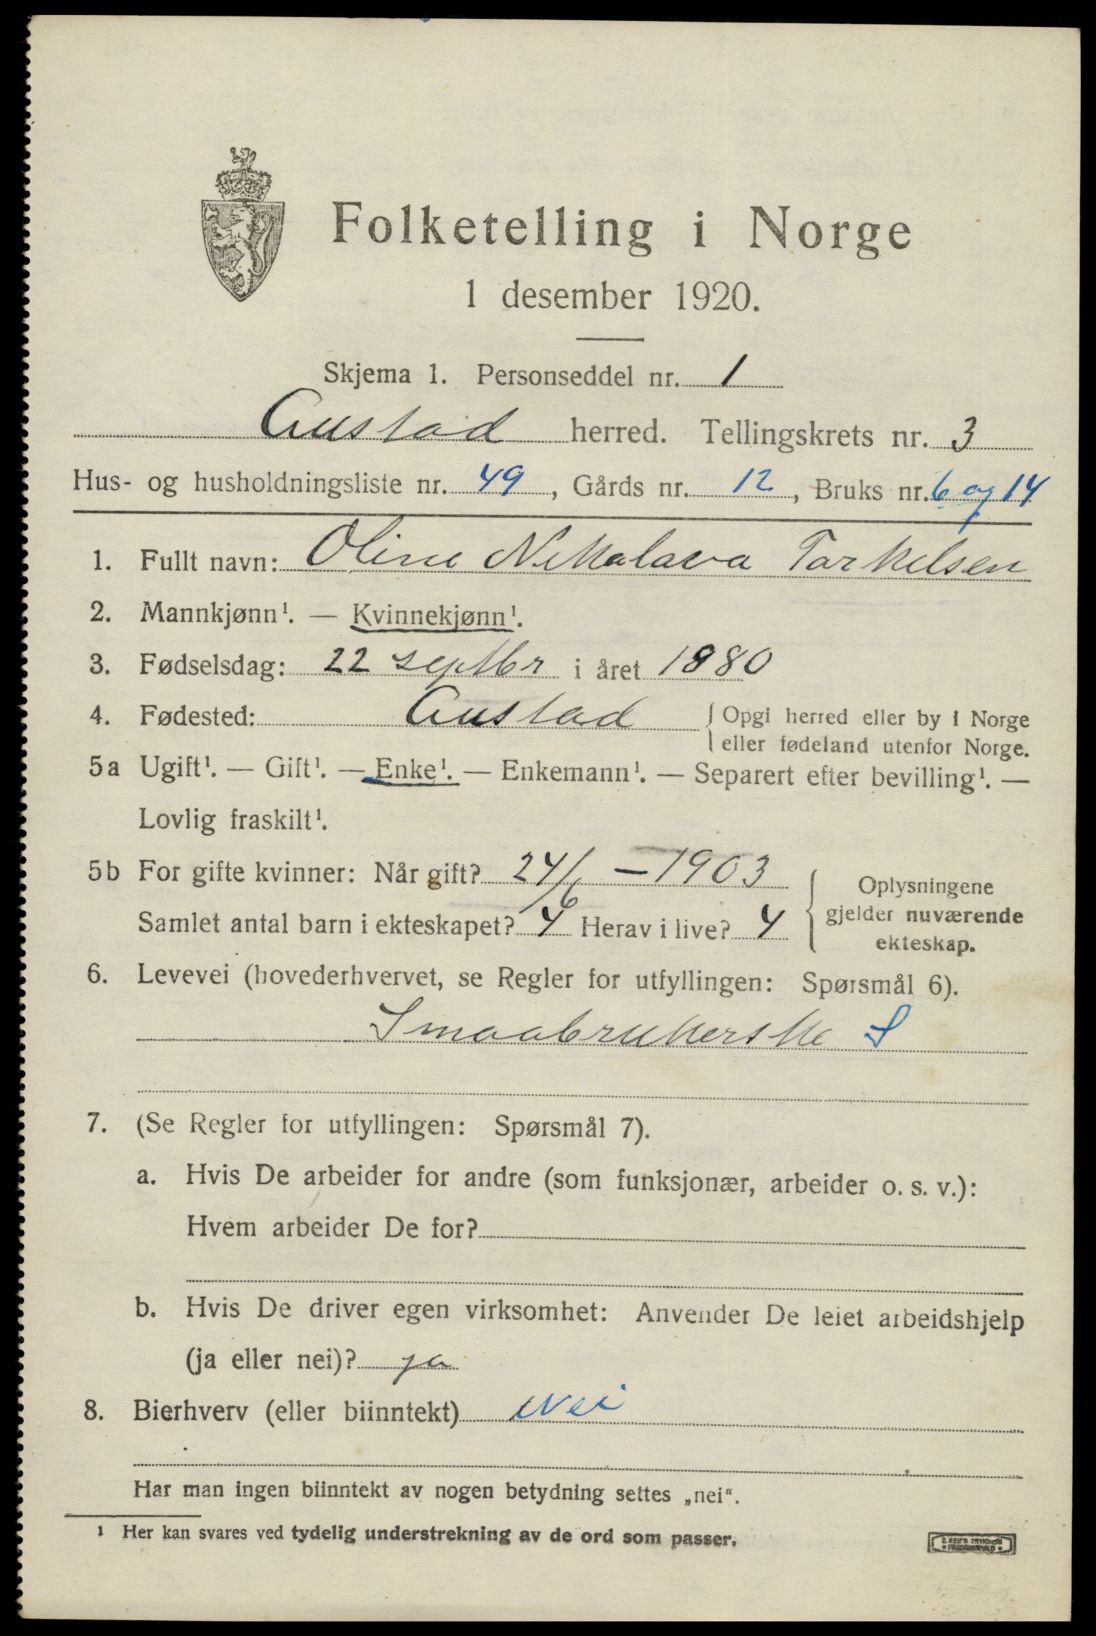 Folketelling i Norge
1 desember 1920.
Skjema 1. Personseddel nr. 1
Austad herred. Tellingskrets nr. 3
Hus- og husholdningsliste nr. 49, Gårds nr. 12, Bruks nr. 6 og 14
1. Fullt navn: Oline Nikolava Torkelsen
2. Mannkjønn¹. — Kvinnekjønn¹.
3. Fødselsdag: 22 septbr i året 1880
4. Fødested: Austad { Opgi herred eller by i Norge
eller fødeland utenfor Norge.
5a Ugift¹. — Gift¹. — Enke¹. — Enkemann¹. — Separert efter bevilling¹. —
Lovlig fraskilt¹.
5b For gifte kvinner: Når gift? 24/6 – 1903
Samlet antal barn i ekteskapet? 4 Herav i live? 4
{ Oplysningene
gjelder nuværende
ekteskap.
6. Levevei (hovederhvervet, se Regler for utfyllingen: Spørsmål 6).
Smaabrukerske S
7. (Se Regler for utfyllingen: Spørsmål 7).
a. Hvis De arbeider for andre (som funksjonær, arbeider o. s. v.):
Hvem arbeider De for?
b. Hvis De driver egen virksomhet: Anvender De leiet arbeidshjelp
(ja eller nei)? ja
8. Bierhverv (eller biinntekt) Nei
Har man ingen biinntekt av nogen betydning settes „nei“.
¹ Her kan svares ved tydelig understrekning av de ord som passer.